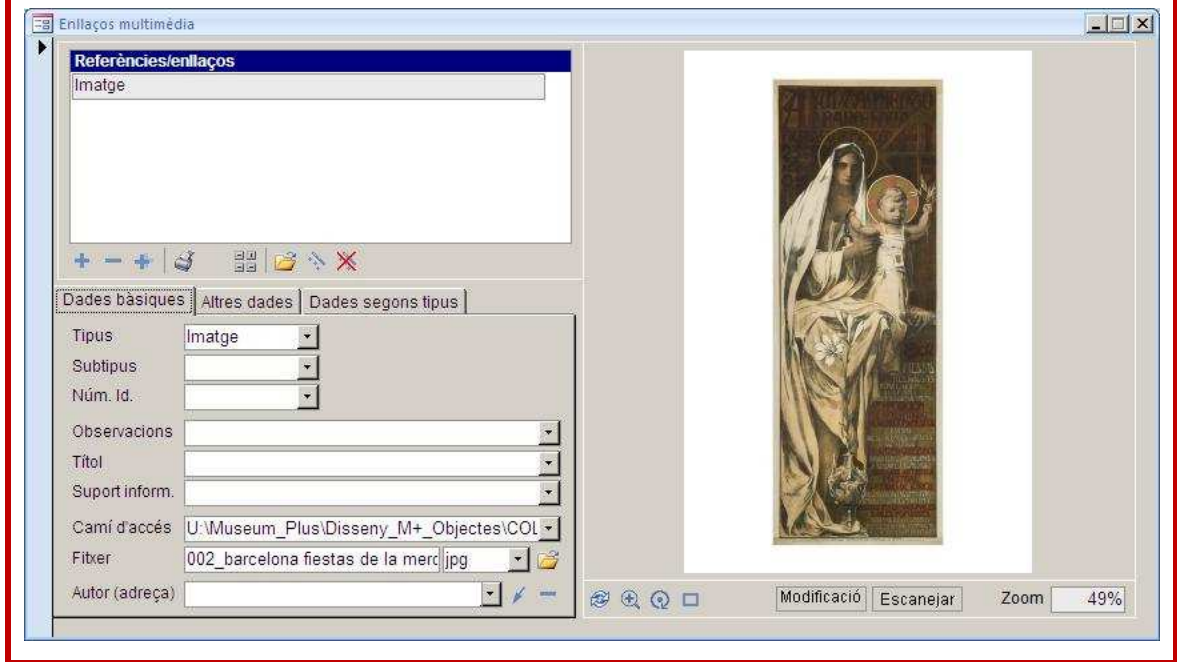 Enllaços multimèdia
Referències/enllaços
Imatge
Dades bàsiques Altres dades Dades segons tipus
Tipus Imatge
Subtipus
Núm. Id.
Observacions
Títol
Suport inform.
Camí d'accés U:\Museum_Plus\Disseny_M+_Objectes\COL
Fitxer 002_barcelona fiestas de la merc jpg
Autor (adreça)
Modificació Escanejar Zoom 49%